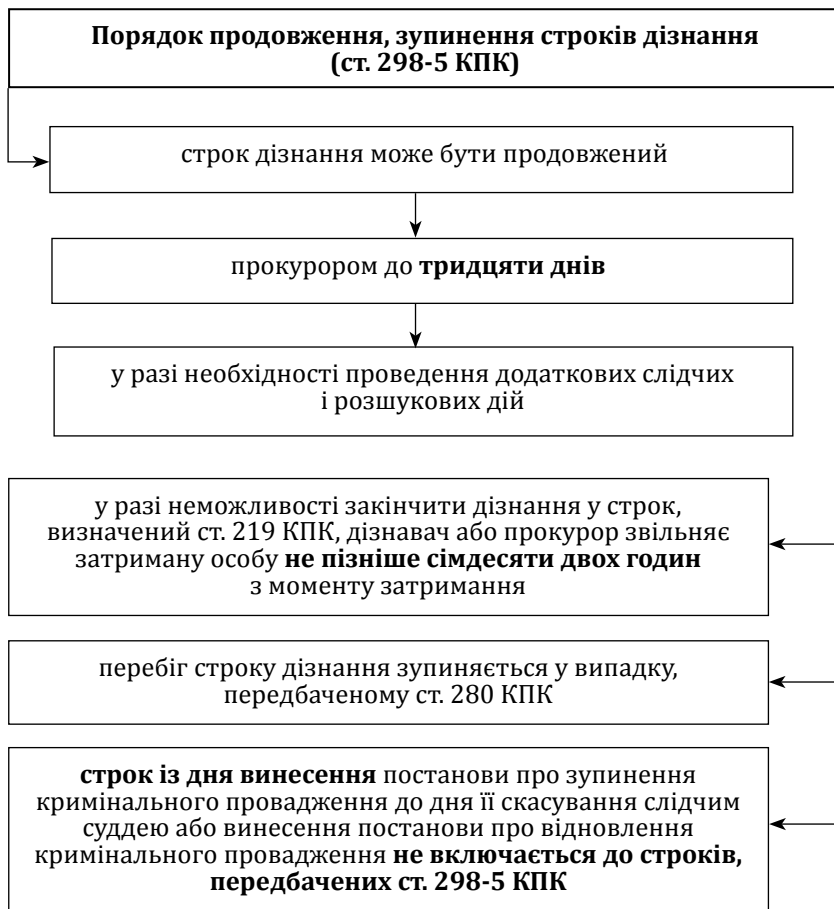 Порядок продовження, зупинення строків дізнання
(ст. 298-5 КПК)
строк дізнання може бути продовжений
прокурором до тридцяти днів
у разі необхідності проведення додаткових слідчих
і розшукових дій
у разі неможливості закінчити дізнання у строк,
визначений ст. 219 КПК, дізнавач або прокурор звільняє
затриману особу не пізніше сімдесяти двох годин
з моменту затримання
перебіг строку дізнання зупиняється у випадку,
передбаченому ст. 280 КПК
строк із дня винесення постанови про зупинення
кримінального провадження до дня її скасування слідчим
суддею або винесення постанови про відновлення
кримінального провадження не включається до строків,
передбачених ст. 298-5 КПК